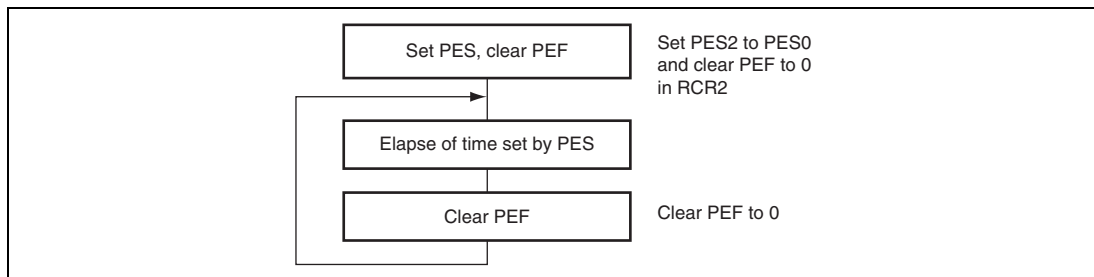 Set PES, clear PEF
Set PES2 to PES0
and clear PEF to 0
in RCR2
Elapse of time set by PES
Clear PEF
Clear PEF to 0